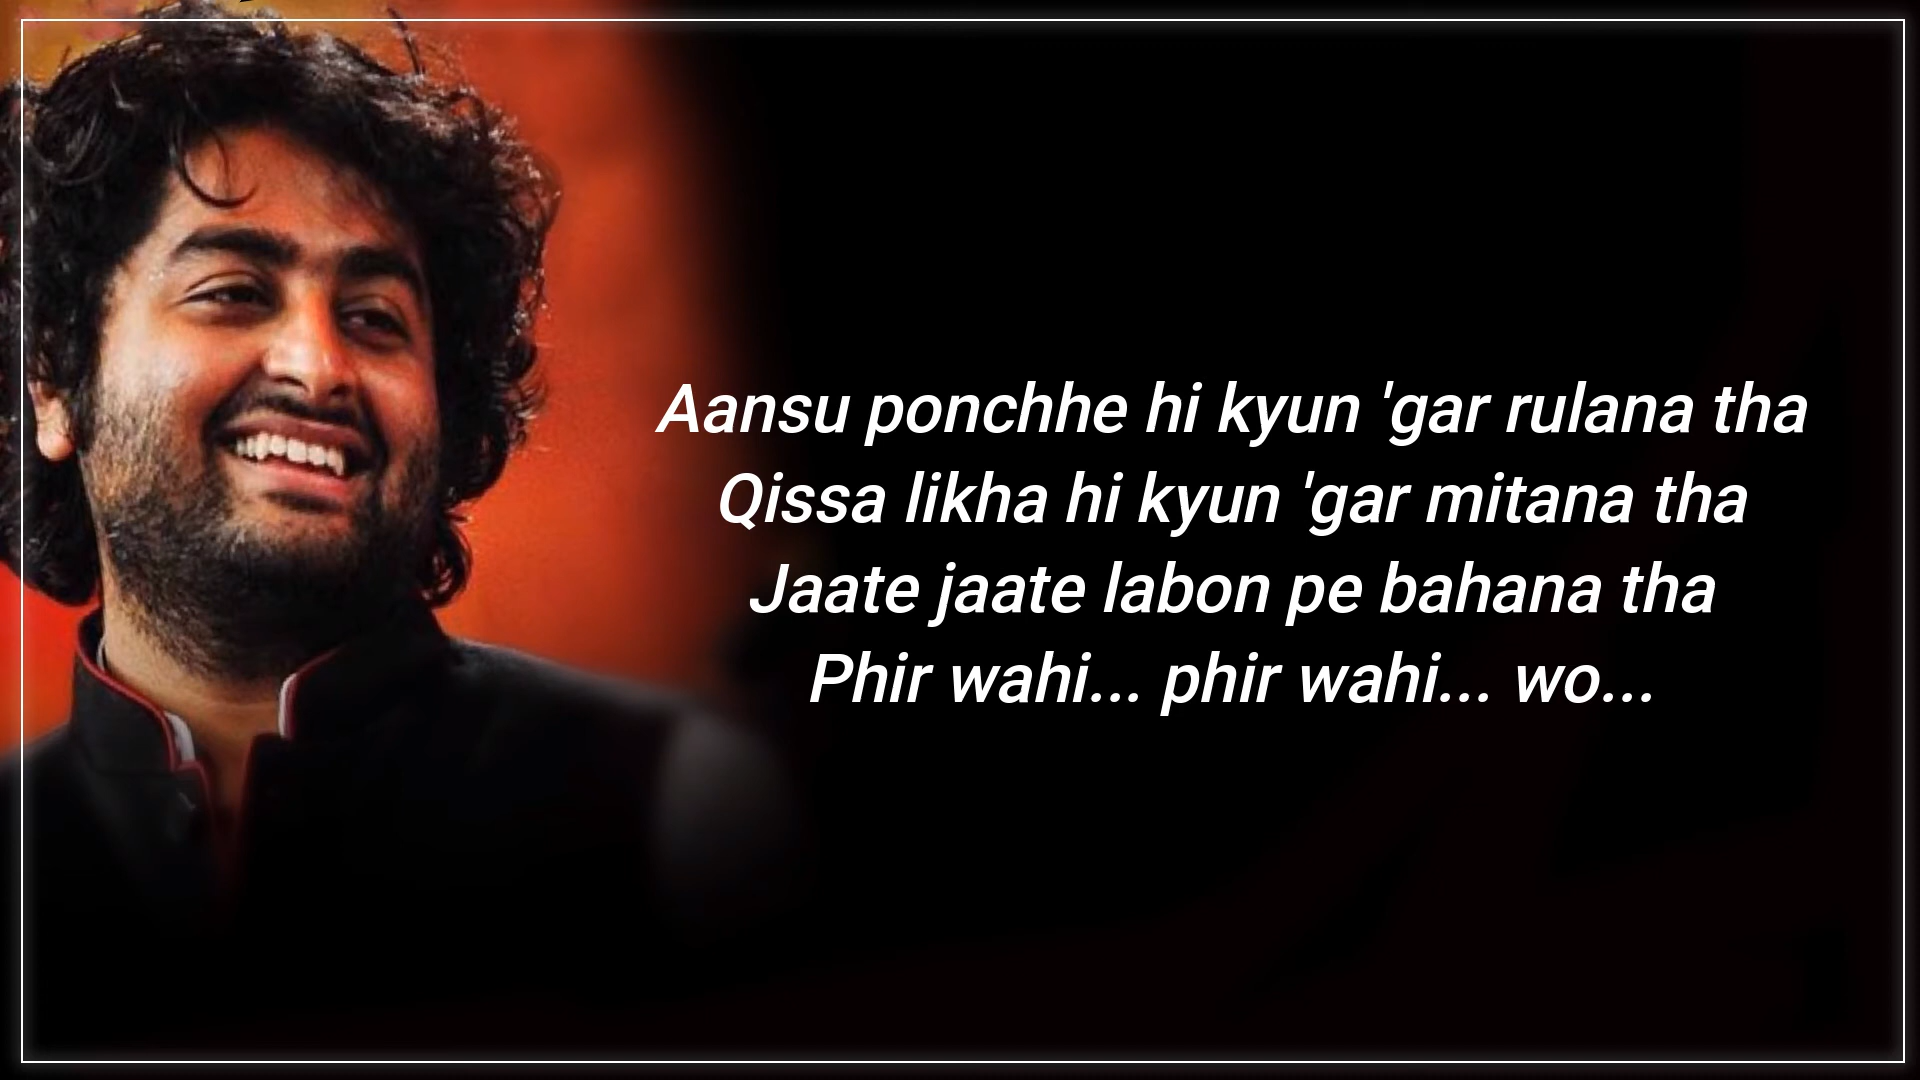 Aansu ponchhe hi kyun 'gar rulana tha
Qissa likha hi kyun 'gar mitana tha
Jaate jaate labon pe bahana tha
Phir wahi... phir wahi... wo...